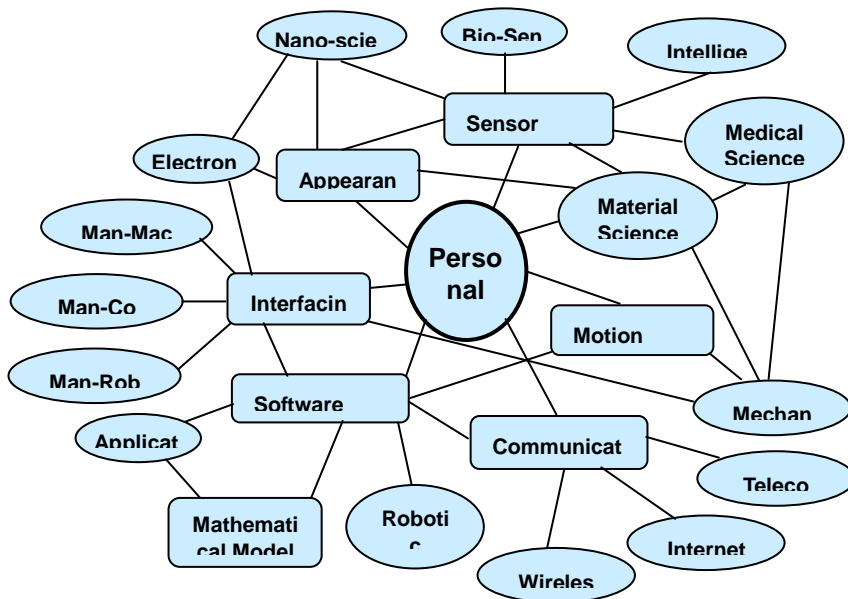 Nano-scie
Bio-Sen
Intellige
Sensor
Medical
Science
Electron
Appearan
Material
Science
Man-Mac
Perso
nal
Man-Co
Interfacin
Motion
Man-Rob
Software
Mechan
Applicat
Communicat
Teleco
Mathemati
cal Model
Roboti
c
Internet
Wireles